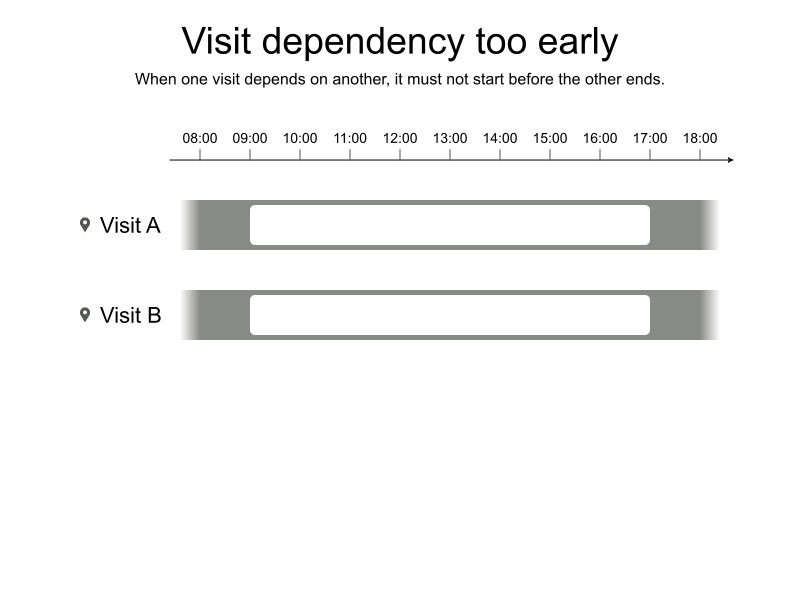 Visit dependency too early
When one visit depends on another, it must not start before the other ends.
08:00 09:00 10:00 11:00 12:00 13:00 14:00 15:00 16:00 17:00 18:00
Visit A
Visit B